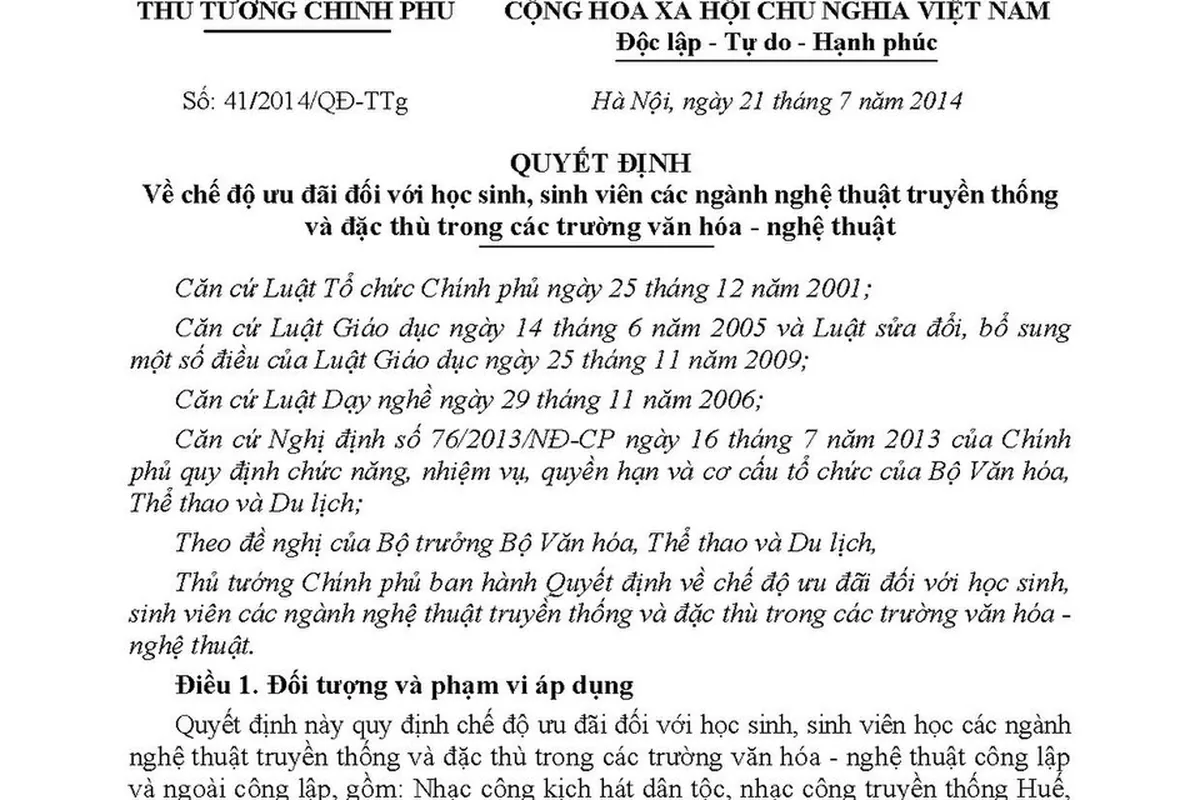 THỦ TƯỚNG CHÍNH PHỦ
CỘNG HÒA XÃ HỘI CHỦ NGHĨA VIỆT NAM
Độc lập - Tự do - Hạnh phúc
Số: 41/2014/QĐ-TTg
Hà Nội, ngày 21 tháng 7 năm 2014
QUYẾT ĐỊNH
Về chế độ ưu đãi đối với học sinh, sinh viên các ngành nghệ thuật truyền thống
và đặc thù trong các trường văn hóa - nghệ thuật
Căn cứ Luật Tổ chức Chính phủ ngày 25 tháng 12 năm 2001;
Căn cứ Luật Giáo dục ngày 14 tháng 6 năm 2005 và Luật sửa đổi, bổ sung
một số điều của Luật Giáo dục ngày 25 tháng 11 năm 2009;
Căn cứ Luật Dạy nghề ngày 29 tháng 11 năm 2006;
Căn cứ Nghị định số 76/2013/NĐ-CP ngày 16 tháng 7 năm 2013 của Chính
phủ quy định chức năng, nhiệm vụ, quyền hạn và cơ cấu tổ chức của Bộ Văn hóa,
Thể thao và Du lịch;
Theo đề nghị của Bộ trưởng Bộ Văn hóa, Thể thao và Du lịch,
Thủ tướng Chính phủ ban hành Quyết định về chế độ ưu đãi đối với học sinh,
sinh viên các ngành nghệ thuật truyền thống và đặc thù trong các trường văn hóa -
nghệ thuật.
Điều 1. Đối tượng và phạm vi áp dụng
Quyết định này quy định chế độ ưu đãi đối với học sinh, sinh viên học các ngành
nghệ thuật truyền thống và đặc thù trong các trường văn hóa - nghệ thuật công lập
và ngoài công lập, gồm: Nhạc công kịch hát dân tộc, nhạc công truyền thống Huế,